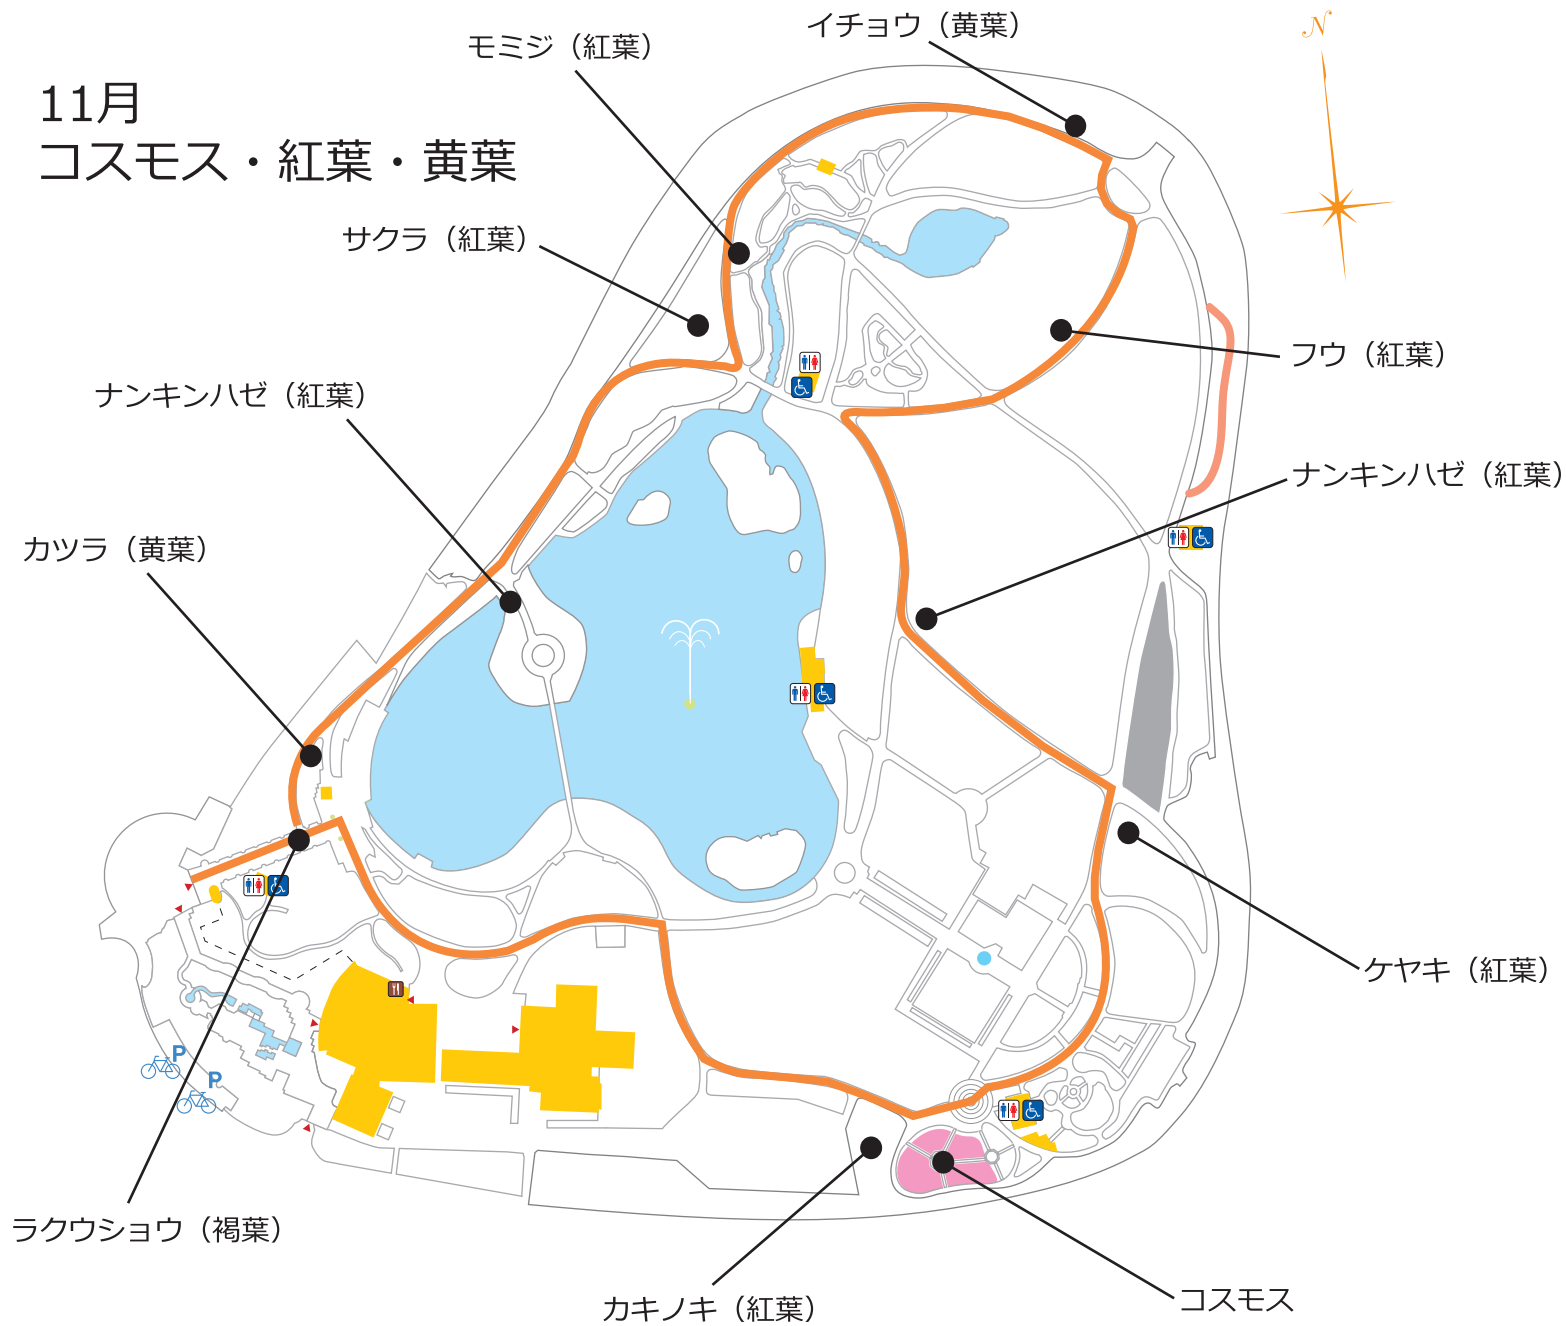 イチョウ（黄葉）
モミジ（紅葉）
N
11月
コスモス・紅葉・黄葉
サクラ（紅葉）
フウ（紅葉）
ナンキンハゼ（紅葉）
ナンキンハゼ（紅葉）
カツラ（黄葉）
ケヤキ（紅葉）
P
P
ラクウショウ（褐葉）
カキノキ（紅葉）
コスモス